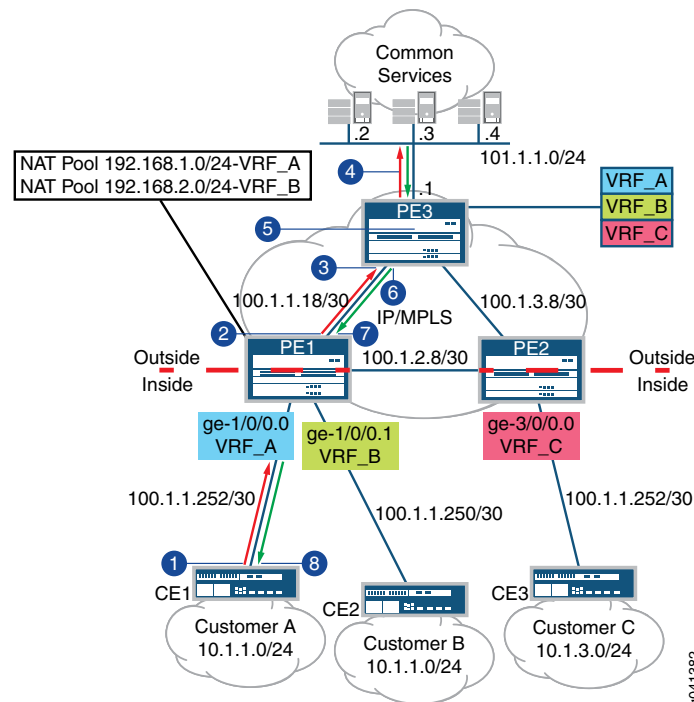 Common
Services
.2
.3
.4
101.1.1.0/24
NAT Pool 192.168.1.0/24-VRF_A
NAT Pool 192.168.2.0/24-VRF_B
4
.1
VRF_A
VRF_B
VRF_C
PE3
5
3
6
100.1.1.18/30
IP/MPLS
100.1.3.8/30
2
7
PE1
100.1.2.8/30
PE2
Outside
Inside
Outside
Inside
ge-1/0/0.0
VRF_A
ge-1/0/0.1
VRF_B
ge-3/0/0.0
VRF_C
100.1.1.252/30
100.1.1.250/30
100.1.1.252/30
1
8
CE1
CE2
CE3
Customer A
10.1.1.0/24
Customer B
10.1.1.0/24
Customer C
10.1.3.0/24